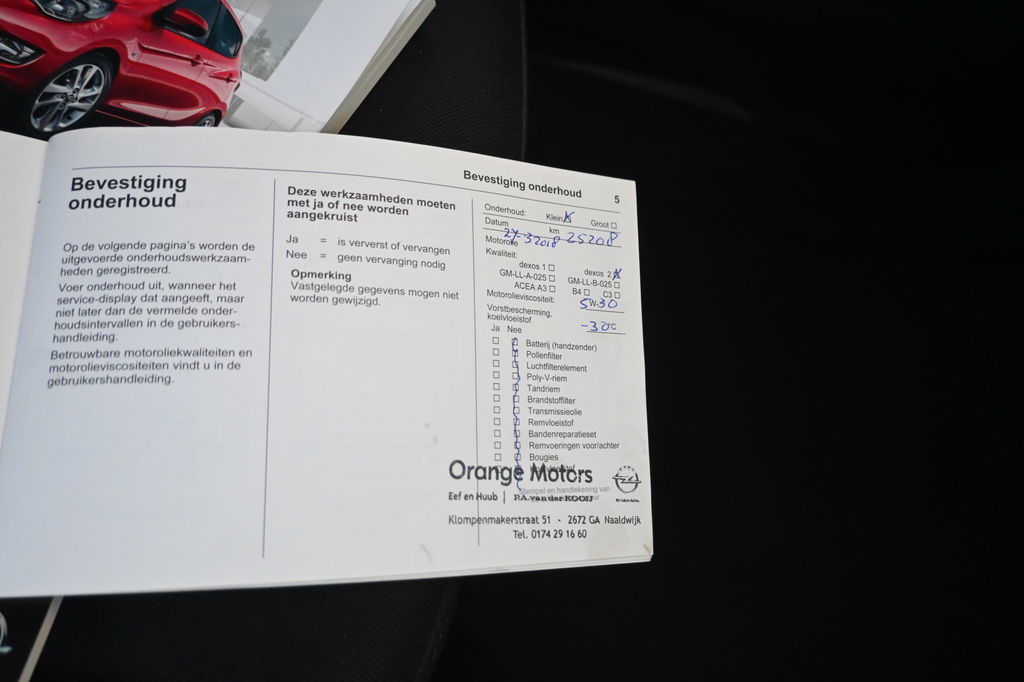 Bevestiging
onderhoud
Op de volgende pagina's worden de
uitgevoerde onderhoudswerkzaam-
heden geregistreerd.
Voer onderhoud uit, wanneer het
service-display dat aangeeft, maar
niet later dan de vermelde onder-
houdsintervallen in de gebruikers-
handleiding.
Betrouwbare motoroliekwaliteiten en
motorolieviscositeiten vindt u in de
gebruikershandleiding.
Deze werkzaamheden moeten
met ja of nee worden
aangekruist
Ja = is ververst of vervangen
Nee = geen vervanging nodig
Opmerking
Vastgelegde gegevens mogen niet
worden gewijzigd.
Bevestiging onderhoud 5
Onderhoud: Klein Groot
Datum km
27-3 2018 25208
Motorolie
Kwaliteit:
dexos 1 dexos 2
GM-LL-A-025 GM-LL-B-025
ACEA A3 B4 C3
Motorolieviscositeit: 5W-30
Vorstbescherming,
koelvloeistof -30 °C
Ja Nee
Batterij (handzender)
Pollenfilter
Luchtfilterelement
Poly-V-riem
Tandriem
Brandstoffilter
Transmissieolie
Remvloeistof
Bandenreparatieset
Remvoeringen voor/achter
Bougies
Orange Motors
Stempel en handtekening van
Eef en Huub | P.A. van der KOOIJ
Klompenmakerstraat 51 - 2672 GA Naaldwijk
Tel. 0174 29 16 60